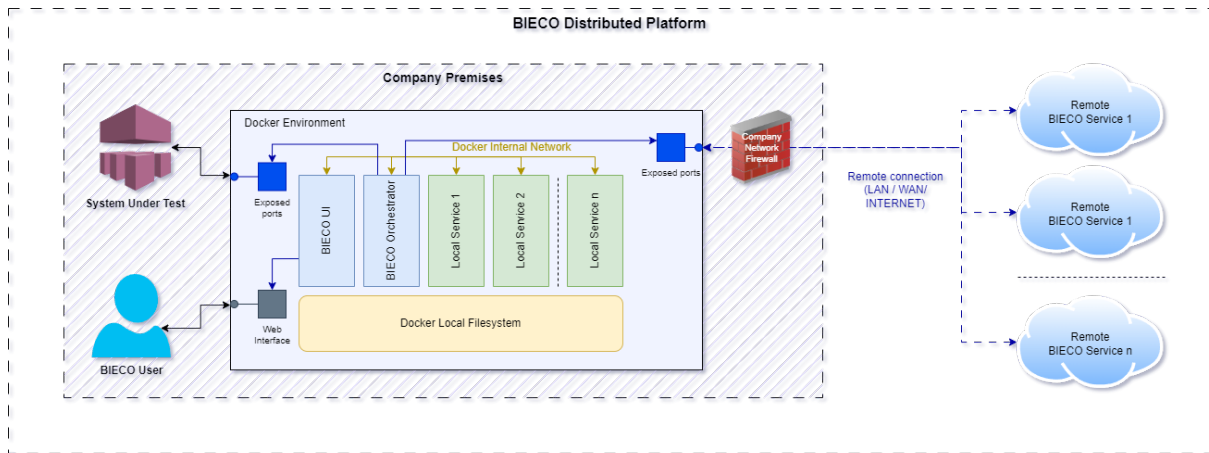 BIECO Distributed Platform
Company Premises
Docker Environment
Docker Internal Network
Exposed ports
Company
Network
Firewall
System Under Test
Exposed
ports
BIECO UI
BIECO Orchestrator
Local Service 1
Local Service 2
Local Service n
Remote connection
(LAN / WAN/
INTERNET)
Remote
BIECO Service 1
Remote
BIECO Service 1
Remote
BIECO Service n
Web
Interface
Docker Local Filesystem
BIECO User